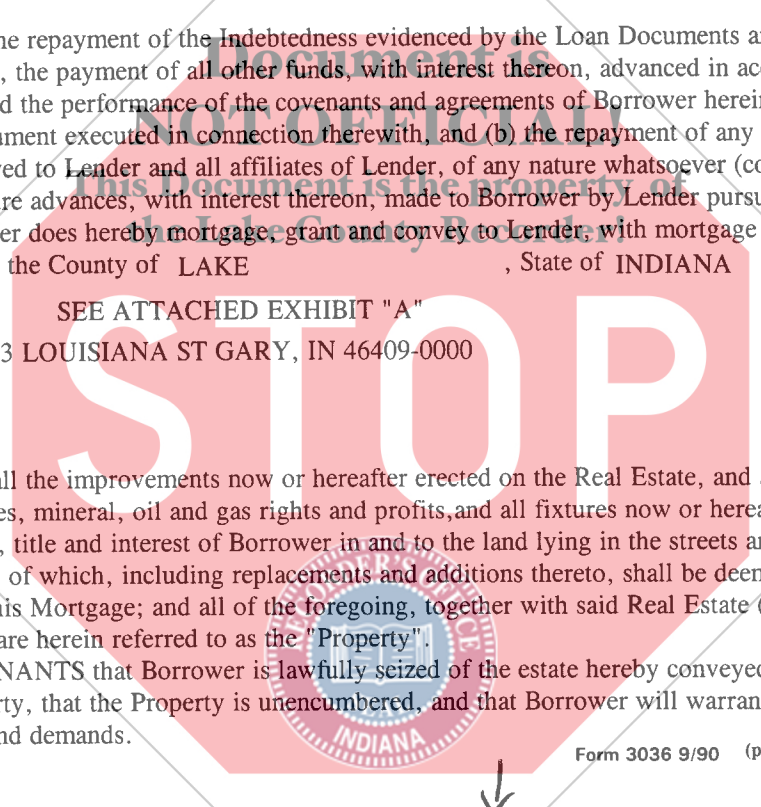 he repayment of the Indebtedness evidenced by the Loan Documents a
Document is
, the payment of all other funds, with interest thereon, advanced in ac
d the performance of the covenants and agreements of Borrower herein
NOT OFFICIAL!
ument executed in connection therewith, and (b) the repayment of any
ved to Lender and all affiliates of Lender, of any nature whatsoever (co
This Document is the property of
re advances, with interest thereon, made to Borrower by Lender pursu
the Lake County Recorder!
er does hereby mortgage, grant and convey to Lender, with mortgage
the County of LAKE , State of INDIANA
SEE ATTACHED EXHIBIT "A"
3 LOUISIANA ST GARY, IN 46409-0000
STOP
all the improvements now or hereafter erected on the Real Estate, and
es, mineral, oil and gas rights and profits,and all fixtures now or herea
, title and interest of Borrower in and to the land lying in the streets a
of which, including replacements and additions thereto, shall be deem
his Mortgage; and all of the foregoing, together with said Real Estate (
are herein referred to as the "Property".
RECORDER'S OFFICE
NANTS that Borrower is lawfully seized of the estate hereby conveyed
rty, that the Property is unencumbered, and that Borrower will warran
nd demands.
INDIANA
Form 3036 9/90 (p